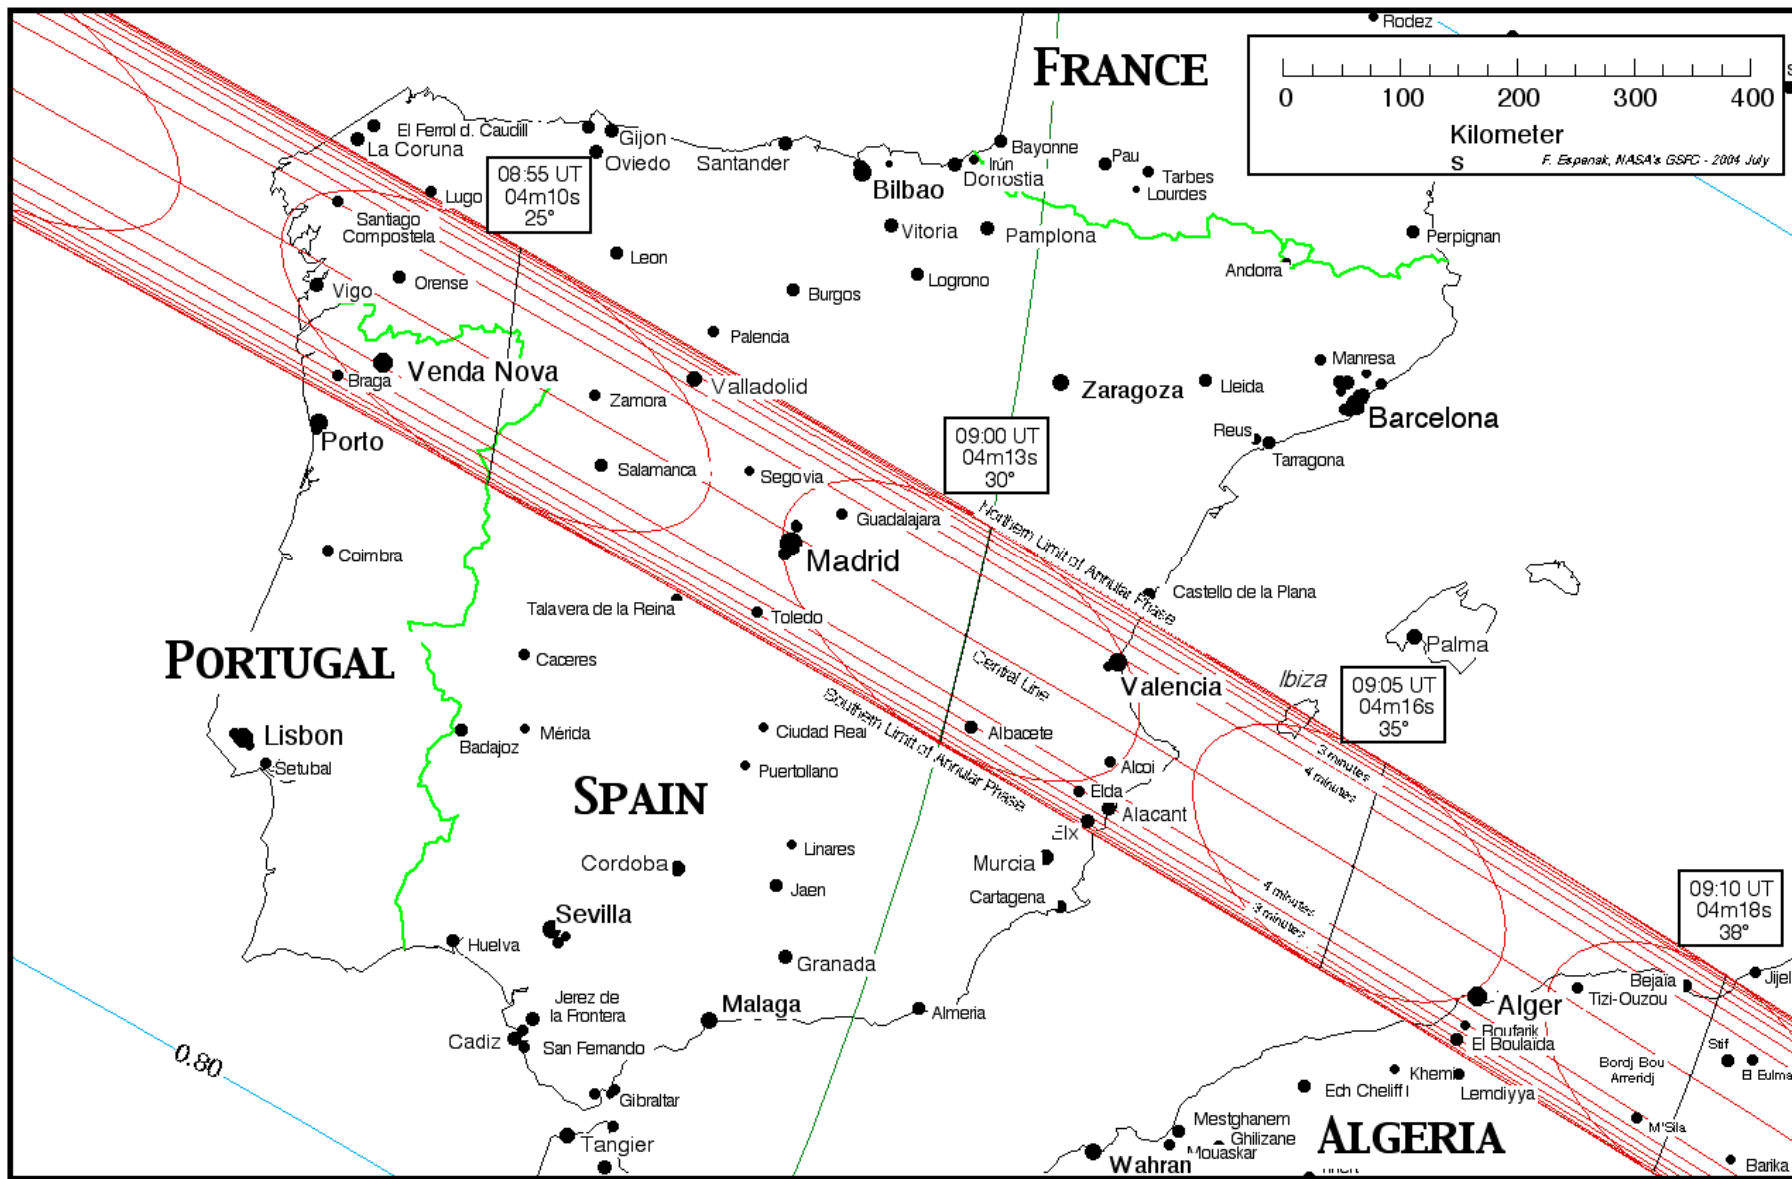 Rodez
FRANCE
0 100 200 300 400
Kilometer
s
F. Espenak, NASA's GSFC - 2004 July
El Ferrol d. Caudill
La Coruna
Gijon
Oviedo
Santander
Bilbao
Bayonne
Irún
Donostia
Pau
Tarbes
Lourdes
08:55 UT
04m10s
25°
Lugo
Santiago
Compostela
Vitoria
Pamplona
Perpignan
Leon
Andorra
Orense
Vigo
Logrono
Burgos
Palencia
Manresa
Venda Nova
Braga
Valladolid
Zaragoza
Lleida
Zamora
Barcelona
Porto
Reus
Tarragona
09:00 UT
04m13s
30°
Salamanca
Segovia
Guadalajara
Northern Limit of Annular Phase
Coimbra
Madrid
Castello de la Plana
Talavera de la Reina
Toledo
Palma
PORTUGAL
Caceres
Central Line
Valencia
Ibiza
09:05 UT
04m16s
35°
Southern Limit of Annular Phase
Lisbon
Setubal
Badajoz
Mérida
Ciudad Real
Albacete
3 minutes
4 minutes
Puertollano
Alcoi
SPAIN
Elda
Alacant
Elx
Linares
Cordoba
Murcia
Jaen
Cartagena
4 minutes
3 minutes
09:10 UT
04m18s
38°
Sevilla
Huelva
Granada
Bejaïa
Jijel
Tizi-Ouzou
Alger
Jerez de
la Frontera
Malaga
Almeria
Boufarik
El Boulaïda
Cadiz
San Fernando
Stif
0.80
Bordj Bou
Arreridj
El Eulma
Khemi
Ech Cheliff
Lemdiyya
Gibraltar
Mestghanem
Ghilizane
Mouaskar
ALGERIA
M'Sila
Tangier
Wahran
Barika